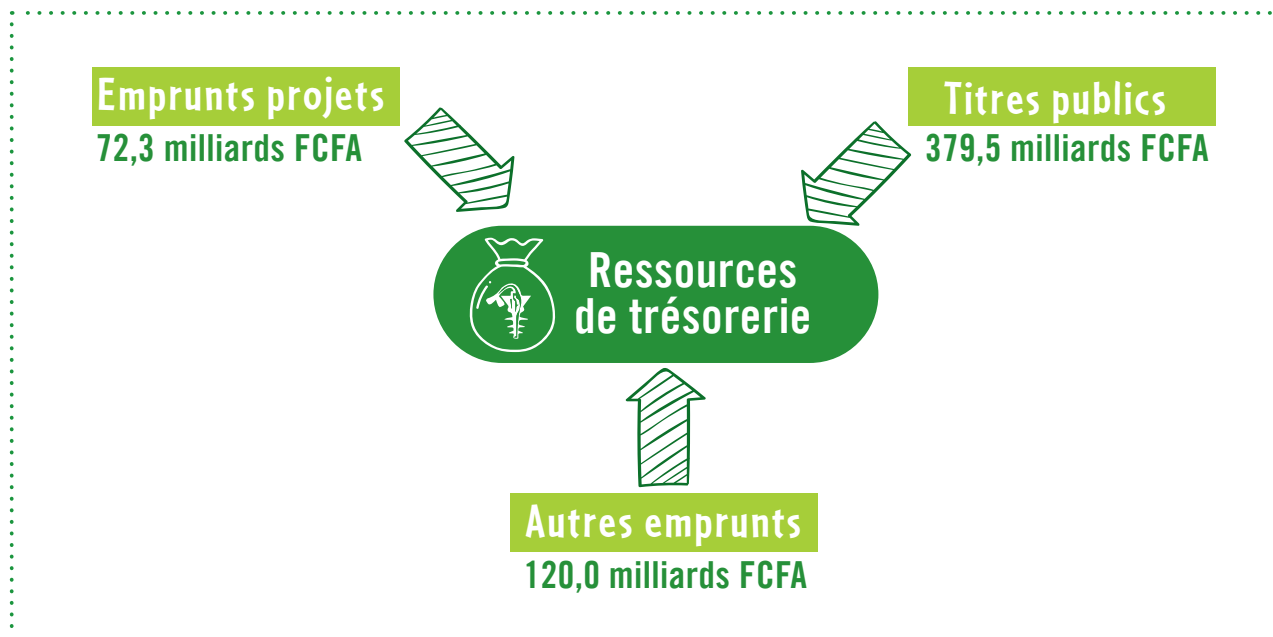 Emprunts projets
72,3 milliards FCFA
Titres publics
379,5 milliards FCFA
Ressources
de trésorerie
Autres emprunts
120,0 milliards FCFA